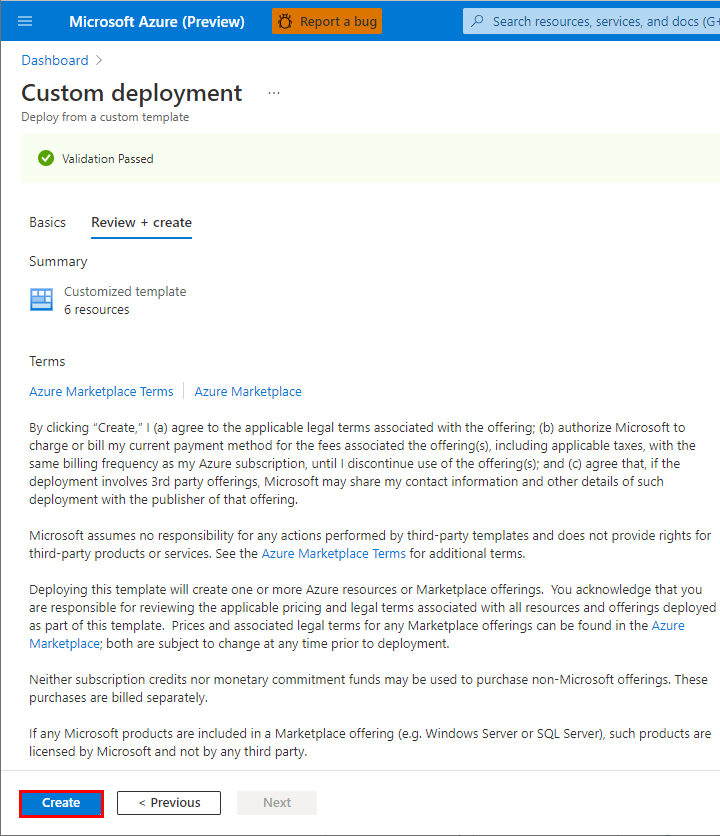 Microsoft Azure (Preview)
Report a bug
Search resources, services, and docs (G+
Dashboard >
Custom deployment ...
Deploy from a custom template
Validation Passed
Basics
Review + create
Summary
Customized template
6 resources
Terms
Azure Marketplace Terms | Azure Marketplace
By clicking “Create,” I (a) agree to the applicable legal terms associated with the offering; (b) authorize Microsoft to
charge or bill my current payment method for the fees associated the offering(s), including applicable taxes, with the
same billing frequency as my Azure subscription, until I discontinue use of the offering(s); and (c) agree that, if the
deployment involves 3rd party offerings, Microsoft may share my contact information and other details of such
deployment with the publisher of that offering.
Microsoft assumes no responsibility for any actions performed by third-party templates and does not provide rights for
third-party products or services. See the Azure Marketplace Terms for additional terms.
Deploying this template will create one or more Azure resources or Marketplace offerings. You acknowledge that you
are responsible for reviewing the applicable pricing and legal terms associated with all resources and offerings deployed
as part of this template. Prices and associated legal terms for any Marketplace offerings can be found in the Azure
Marketplace; both are subject to change at any time prior to deployment.
Neither subscription credits nor monetary commitment funds may be used to purchase non-Microsoft offerings. These
purchases are billed separately.
If any Microsoft products are included in a Marketplace offering (e.g. Windows Server or SQL Server), such products are
licensed by Microsoft and not by any third party.
Create
< Previous
Next